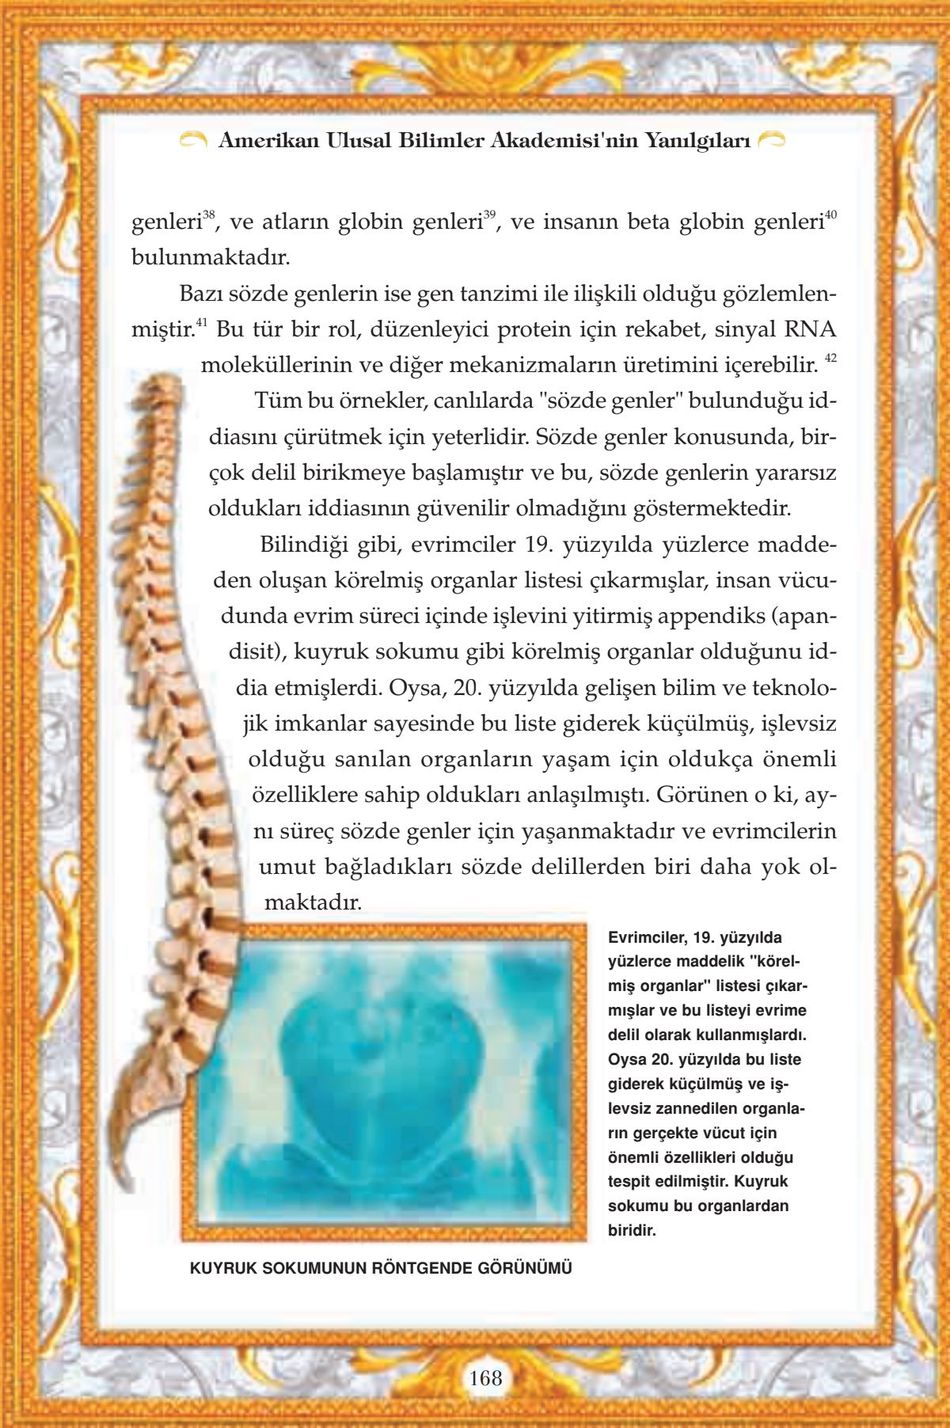 Amerikan Ulusal Bilimler Akademisi'nin Yanılgıları
genleri38, ve atların globin genleri39, ve insanın beta globin genleri40
bulunmaktadır.
Bazı sözde genlerin ise gen tanzimi ile ilişkili olduğu gözlemlen-
miştir.41 Bu tür bir rol, düzenleyici protein için rekabet, sinyal RNA
moleküllerinin ve diğer mekanizmaların üretimini içerebilir. 42
Tüm bu örnekler, canlılarda "sözde genler" bulunduğu id-
diasını çürütmek için yeterlidir. Sözde genler konusunda, bir-
çok delil birikmeye başlamıştır ve bu, sözde genlerin yararsız
oldukları iddiasının güvenilir olmadığını göstermektedir.
Bilindiği gibi, evrimciler 19. yüzyılda yüzlerce madde-
den oluşan körelmiş organlar listesi çıkarmışlar, insan vücu-
dunda evrim süreci içinde işlevini yitirmiş appendiks (apan-
disit), kuyruk sokumu gibi körelmiş organlar olduğunu id-
dia etmişlerdi. Oysa, 20. yüzyılda gelişen bilim ve teknolo-
jik imkanlar sayesinde bu liste giderek küçülmüş, işlevsiz
olduğu sanılan organların yaşam için oldukça önemli
özelliklere sahip oldukları anlaşılmıştı. Görünen o ki, ay-
nı süreç sözde genler için yaşanmaktadır ve evrimcilerin
umut bağladıkları sözde delillerden biri daha yok ol-
maktadır.
Evrimciler, 19. yüzyılda
yüzlerce maddelik "körel-
miş organlar" listesi çıkar-
mışlar ve bu listeyi evrime
delil olarak kullanmışlardı.
Oysa 20. yüzyılda bu liste
giderek küçülmüş ve iş-
levsiz zannedilen organla-
rın gerçekte vücut için
önemli özellikleri olduğu
tespit edilmiştir. Kuyruk
sokumu bu organlardan
biridir.
KUYRUK SOKUMUNUN RÖNTGENDE GÖRÜNÜMÜ
168